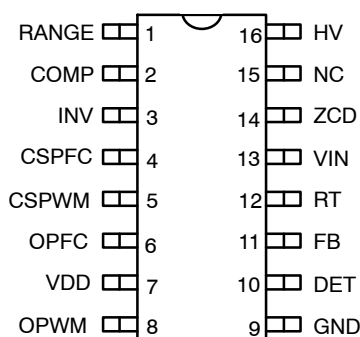 RANGE 1 16 HV
COMP 2 15 NC
INV 3 14 ZCD
CSPFC 4 13 VIN
CSPWM 5 12 RT
OPFC 6 11 FB
VDD 7 10 DET
OPWM 8 9 GND